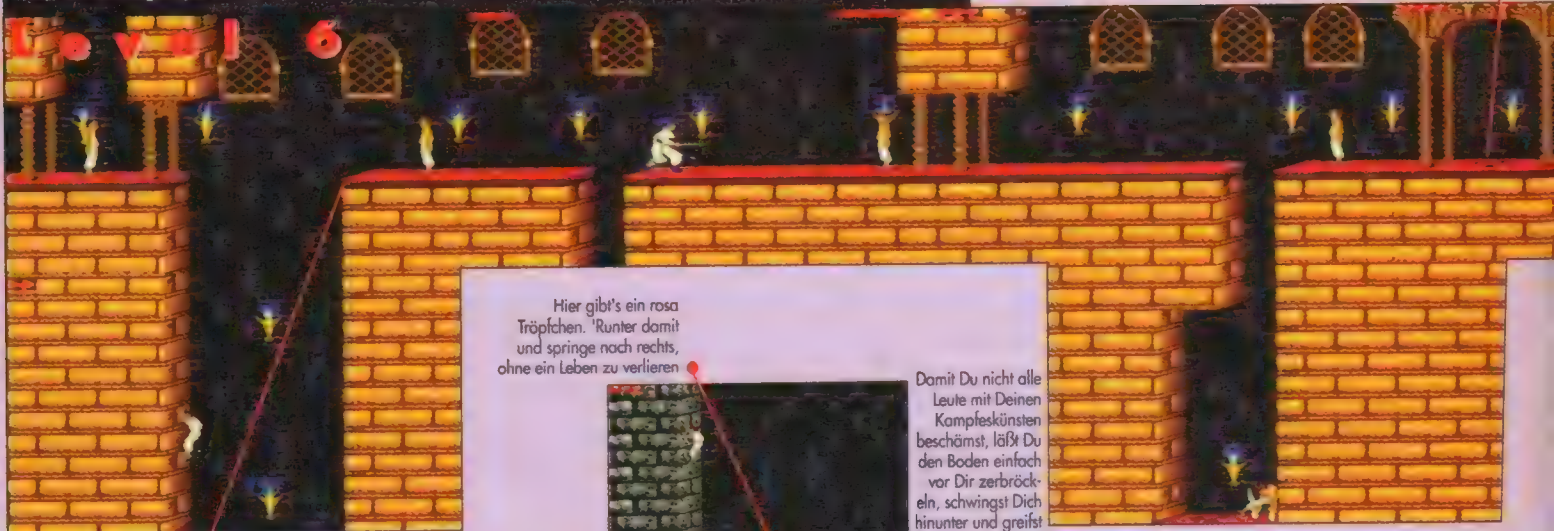 Level 6
Hier gibt's ein rosa
Tröpfchen. 'Runter damit
und springe nach rechts,
ohne ein Leben zu verlieren
Damit Du nicht alle
Leute mit Deinen
Kampfeskünsten
beschämst, läßt Du
den Boden einfach
vor Dir zerbröck-
eln, schwingst Dich
hinunter und greifst